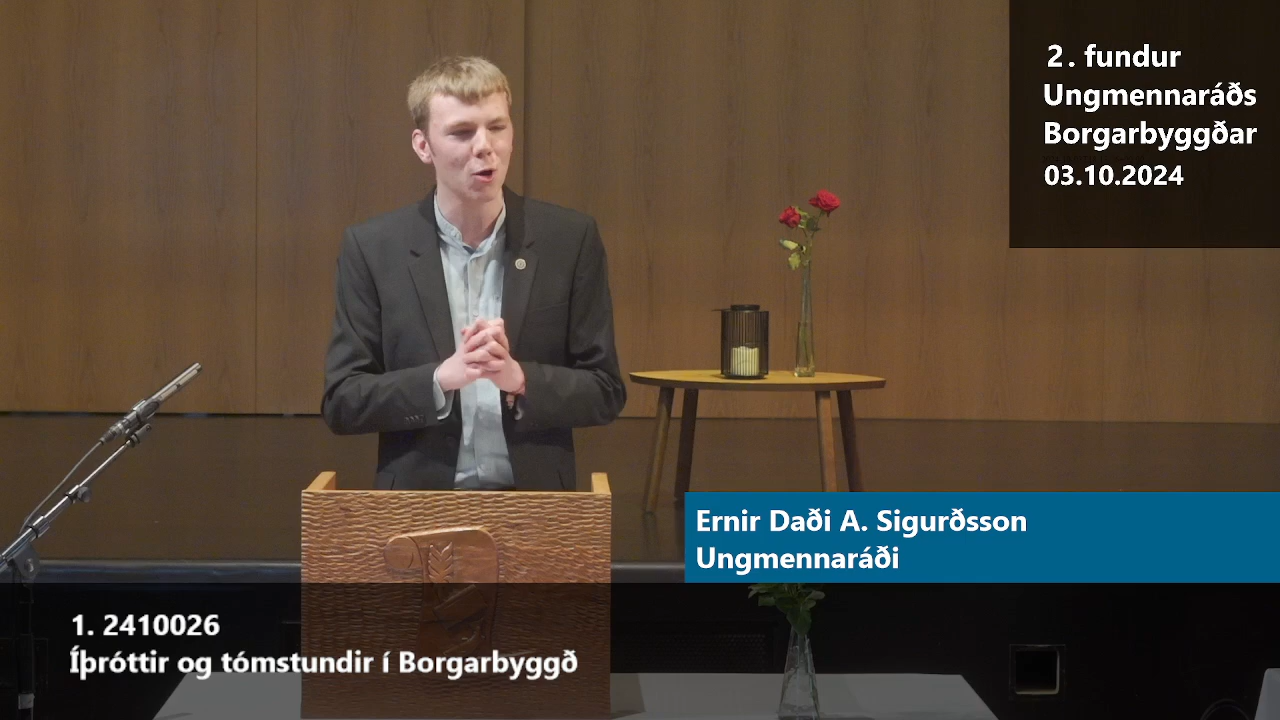 2. fundur
Ungmennaráðs
Borgarbyggðar
03.10.2024
Ernir Daði A. Sigurðsson
Ungmennaráði
1. 2410026
Íþróttir og tómstundir í Borgarbyggð